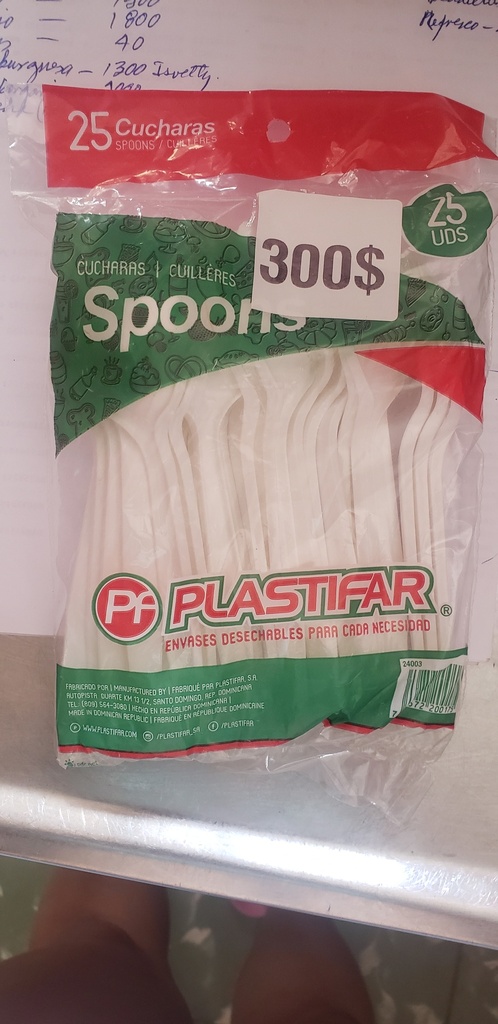 1800
40
1300 Isvetty.
Refresco -
25 Cucharas
SPOONS / CUILLÈRES
25
UDS
300$
CUCHARAS | CUILLÈRES
Spoons
Pf PLASTIFAR®
ENVASES DESECHABLES PARA CADA NECESIDAD
FABRICADO POR | MANUFACTURED BY | FABRIQUÉ PAR PLASTIFAR, S.A.
AUTOPISTA DUARTE KM 13 1/2, SANTO DOMINGO, REP. DOMINICANA
TEL: (809) 564-3080 | HECHO EN REPÚBLICA DOMINICANA |
MADE IN DOMINICAN REPUBLIC | FABRIQUÉ EN RÉPUBLIQUE DOMINICAINE
WWW.PLASTIFAR.COM /PLASTIFAR_SA /PLASTIFAR
24003